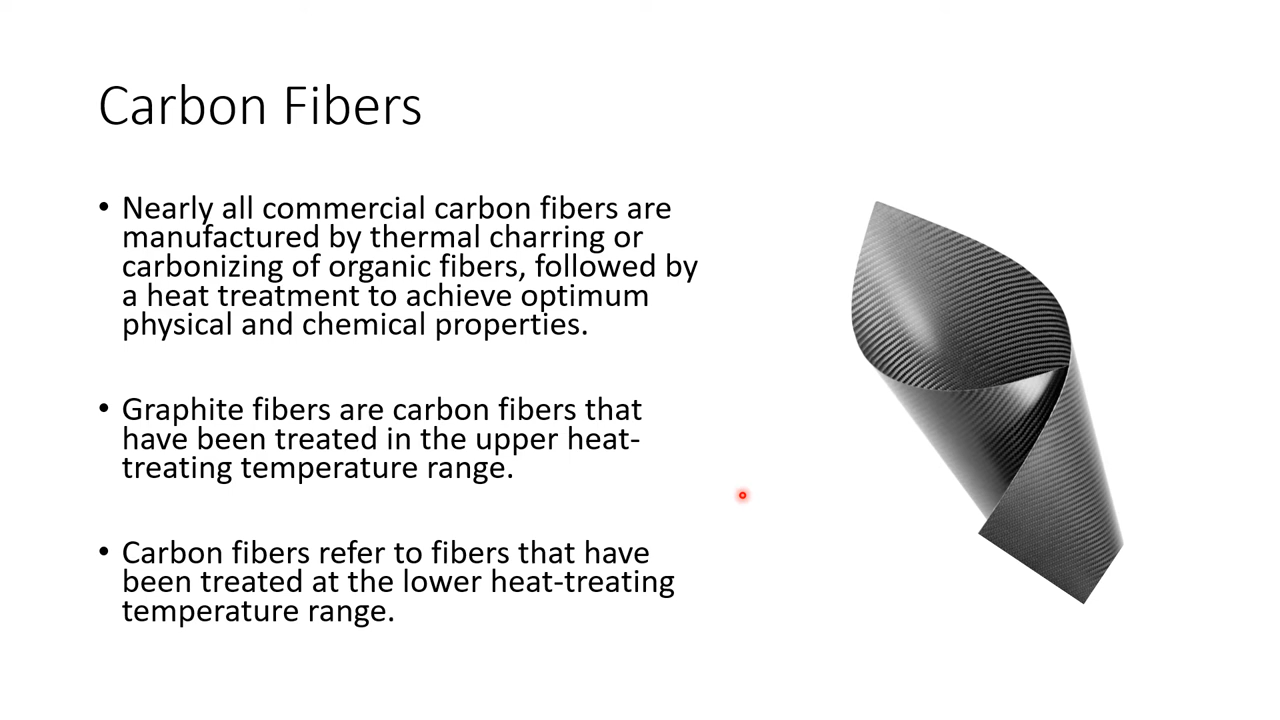 Carbon Fibers
• Nearly all commercial carbon fibers are
manufactured by thermal charring or
carbonizing of organic fibers, followed by
a heat treatment to achieve optimum
physical and chemical properties.
• Graphite fibers are carbon fibers that
have been treated in the upper heat-
treating temperature range.
• Carbon fibers refer to fibers that have
been treated at the lower heat-treating
temperature range.